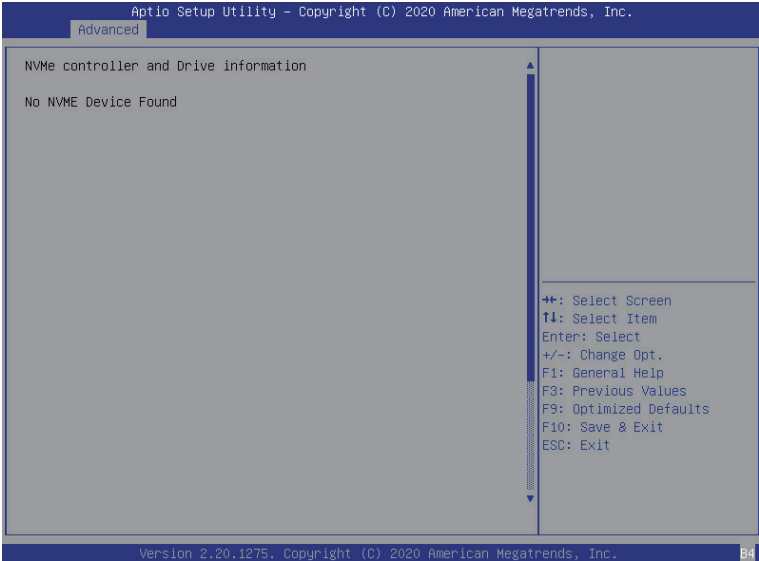 Aptio Setup Utility – Copyright (C) 2020 American Megatrends, Inc.
Advanced
NVMe controller and Drive information
No NVME Device Found
→←: Select Screen
↑↓: Select Item
Enter: Select
+/-: Change Opt.
F1: General Help
F3: Previous Values
F9: Optimized Defaults
F10: Save & Exit
ESC: Exit
Version 2.20.1275. Copyright (C) 2020 American Megatrends, Inc.
B4